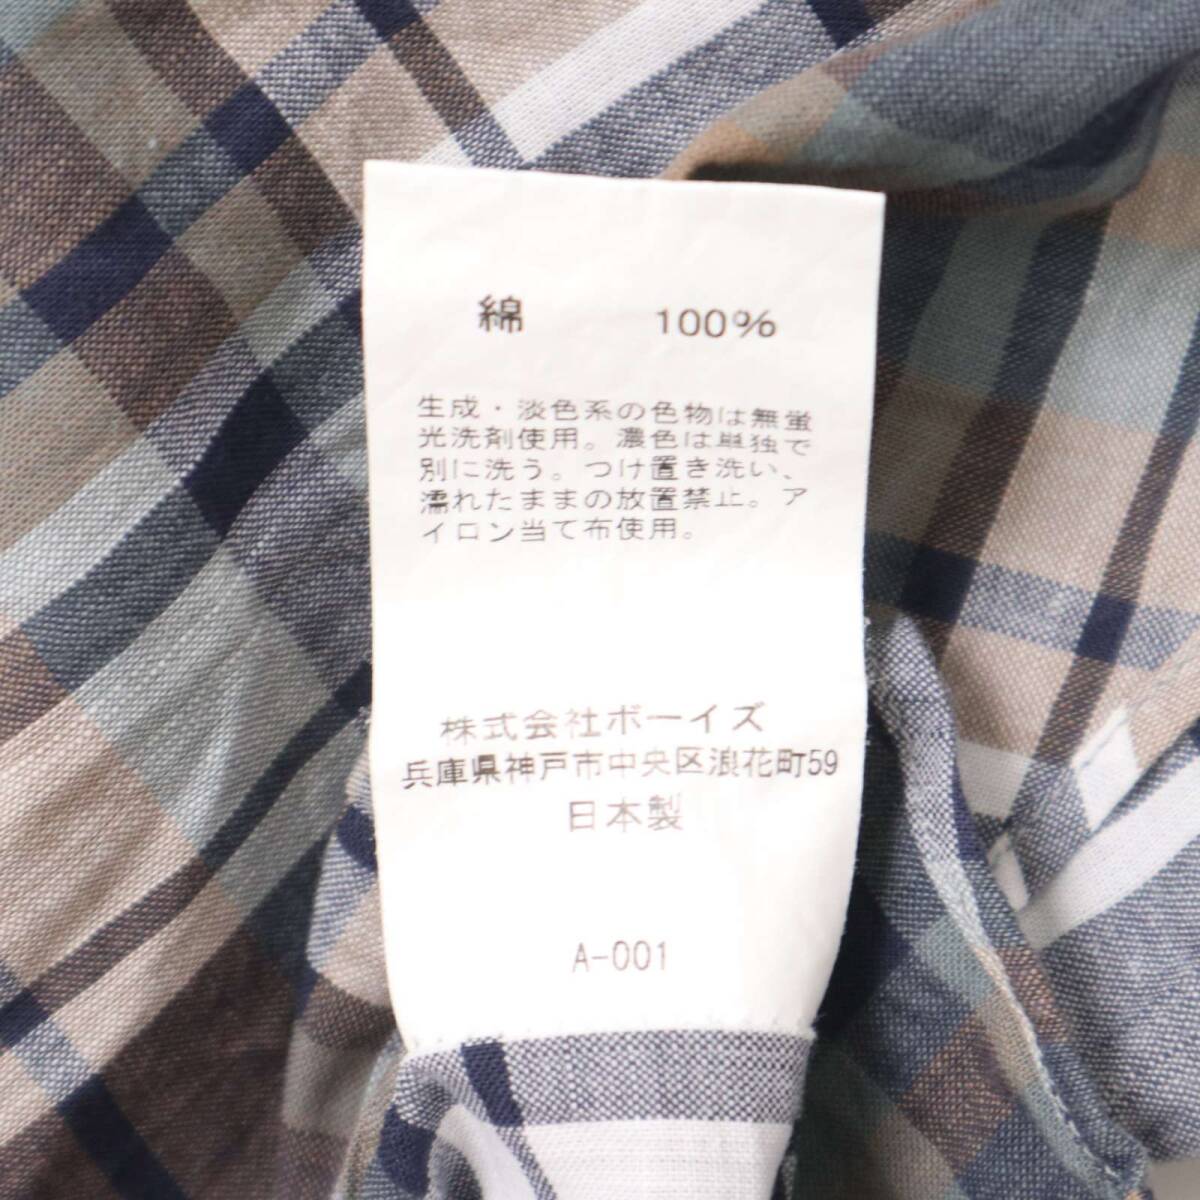 綿 100%
生成・淡色系の色物は無蛍
光洗剤使用。濃色は単独で
別に洗う。つけ置き洗い、
濡れたままの放置禁止。ア
イロン当て布使用。
株式会社ボーイズ
兵庫県神戸市中央区浪花町59
日本製
A-001